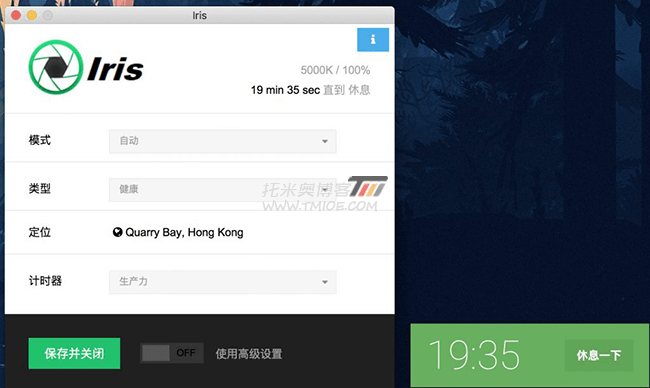 Iris
Iris
5000K / 100%
19 min 35 sec 直到 休息
模式
自动
类型
健康
托米奥博客
WWW.TMIOE.COM
定位
Quarry Bay, Hong Kong
计时器
生产力
保存并关闭
OFF
使用高级设置
19:35
休息一下